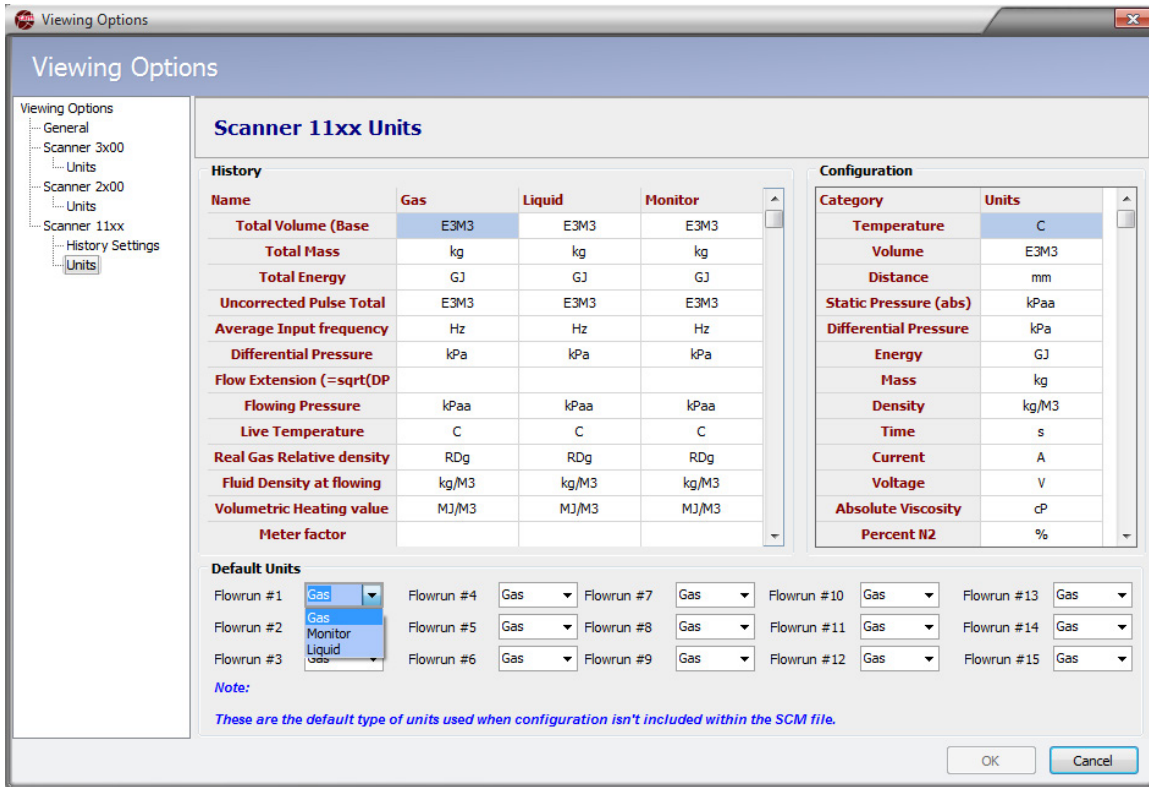 Viewing Options
Viewing Options
Viewing Options
General
Scanner 3x00
Units
Scanner 2x00
Units
Scanner 11xx
History Settings
Units
Scanner 11xx Units
History
Name Gas Liquid Monitor
Total Volume (Base E3M3 E3M3 E3M3
Total Mass kg kg kg
Total Energy GJ GJ GJ
Uncorrected Pulse Total E3M3 E3M3 E3M3
Average Input frequency Hz Hz Hz
Differential Pressure kPa kPa kPa
Flow Extension (=sqrt(DP
Flowing Pressure kPaa kPaa kPaa
Live Temperature C C C
Real Gas Relative density RDg RDg RDg
Fluid Density at flowing kg/M3 kg/M3 kg/M3
Volumetric Heating value MJ/M3 MJ/M3 MJ/M3
Meter factor
Configuration
Category Units
Temperature C
Volume E3M3
Distance mm
Static Pressure (abs) kPaa
Differential Pressure kPa
Energy GJ
Mass kg
Density kg/M3
Time s
Current A
Voltage V
Absolute Viscosity cP
Percent N2 %
Default Units
Flowrun #1 Gas Flowrun #4 Gas Flowrun #7 Gas Flowrun #10 Gas Flowrun #13 Gas
Gas
Flowrun #2 Monitor Flowrun #5 Gas Flowrun #8 Gas Flowrun #11 Gas Flowrun #14 Gas
Liquid
Flowrun #3 Gas Flowrun #6 Gas Flowrun #9 Gas Flowrun #12 Gas Flowrun #15 Gas
Note:
These are the default type of units used when configuration isn't included within the SCM file.
OK Cancel